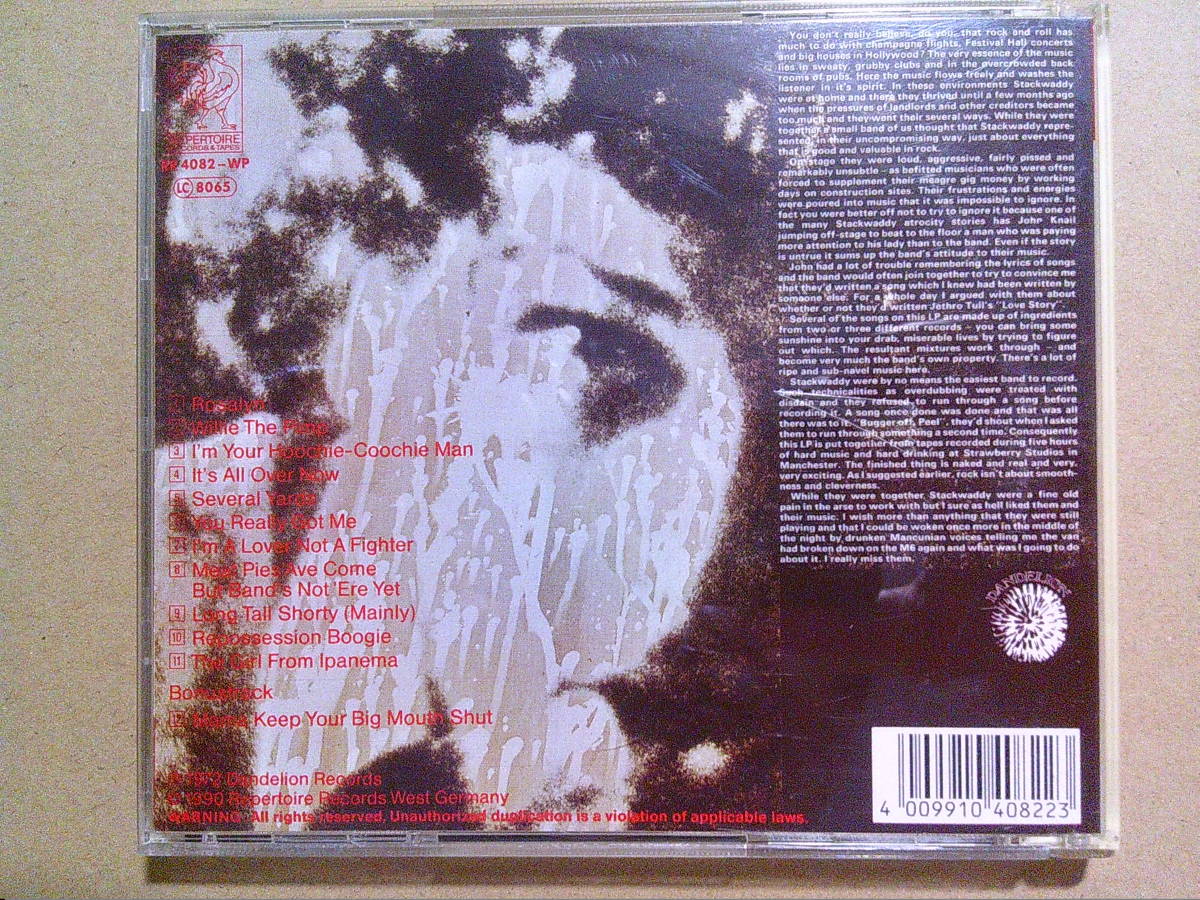 REPERTOIRE
RECORDS & TAPES
RR 4082-WP
LC 8065
1 Rosalyn
2 Willie The Pimp
3 I'm Your Hoochie-Coochie Man
4 It's All Over Now
5 Several Yards
6 You Really Got Me
7 I'm A Lover Not A Fighter
8 Meat Pies 'Ave Come
But Band's Not 'Ere Yet
9 Long Tall Shorty (Mainly)
10 Repossession Boogie
11 The Girl From Ipanema
Bonustrack
12 Mama Keep Your Big Mouth Shut
℗ 1972 Dandelion Records
© 1990 Repertoire Records West Germany
WARNING: All rights reserved, Unauthorized duplication is a violation of applicable laws.
You don't really believe, do you, that rock and roll has
much to do with champagne flights, Festival Hall concerts
and big houses in Hollywood? The very essence of the music
lies in sweaty, grubby clubs and in the overcrowded back
rooms of pubs. Here the music flows freely and washes the
listener in it's spirit. In these environments Stackwaddy
were at home and there they thrived until a few months ago
when the pressures of landlords and other creditors became
too much and they went their several ways. While they were
together a small band of us thought that Stackwaddy repre-
sented, in their uncompromising way, just about everything
that is good and valuable in rock.
On stage they were loud, aggressive, fairly pissed and
remarkably unsubtle – as befitted musicians who were often
forced to supplement their meagre gig money by working
days on construction sites. Their frustrations and energies
were poured into music that it was impossible to ignore. In
fact you were better off not to try to ignore it because one of
the many Stackwaddy atrocity stories has John Knail
jumping off-stage to beat to the floor a man who was paying
more attention to his lady than to the band. Even if the story
is untrue it sums up the band's attitude to their music.
John had a lot of trouble remembering the lyrics of songs
and the band would often join together to try to convince me
that they'd written a song which I knew had been written by
someone else. For a whole day I argued with them about
whether or not they'd written Jethro Tull's "Love Story".
Several of the songs on this LP are made up of ingredients
from two or three different records – you can bring some
sunshine into your drab, miserable lives by trying to figure
out which. The resultant mixtures work through – and
become very much the band's own property. There's a lot of
ripe and sub-navel music here.
Stackwaddy were by no means the easiest band to record.
Such technicalities as overdubbing were treated with
disdain and they refused to run through a song before
recording it. A song once done was done and that was all
there was to it. "Bugger off, Peel", they'd shout when I asked
them to run through something a second time. Consequently
this LP is put together from tapes recorded during five hours
of hard music and hard drinking at Strawberry Studios in
Manchester. The finished thing is naked and real and very,
very exciting. As I suggested earlier, rock isn't about smooth-
ness and cleverness.
While they were together Stackwaddy were a fine old
pain in the arse to work with but I sure as hell liked them and
their music. I wish more than anything that they were still
playing and that I could be woken once more in the middle of
the night by drunken Mancunian voices telling me the van
had broken down on the M6 again and what was I going to do
about it. I really miss them.
DANDELION
4 009910 408223